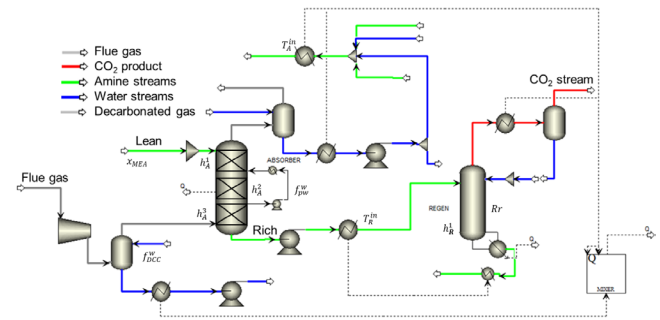 Flue gas
CO₂ product
Amine streams
Water streams
Decarbonated gas
T_A^in
CO₂ stream
Lean
x_MEA
h_A^1
ABSORBER
h_A^2
f_pw^w
h_A^3
Flue gas
Q
Rich
T_R^in
REGEN
Rr
h_R^1
f_DCC^w
Q
Q
Q
MIXER